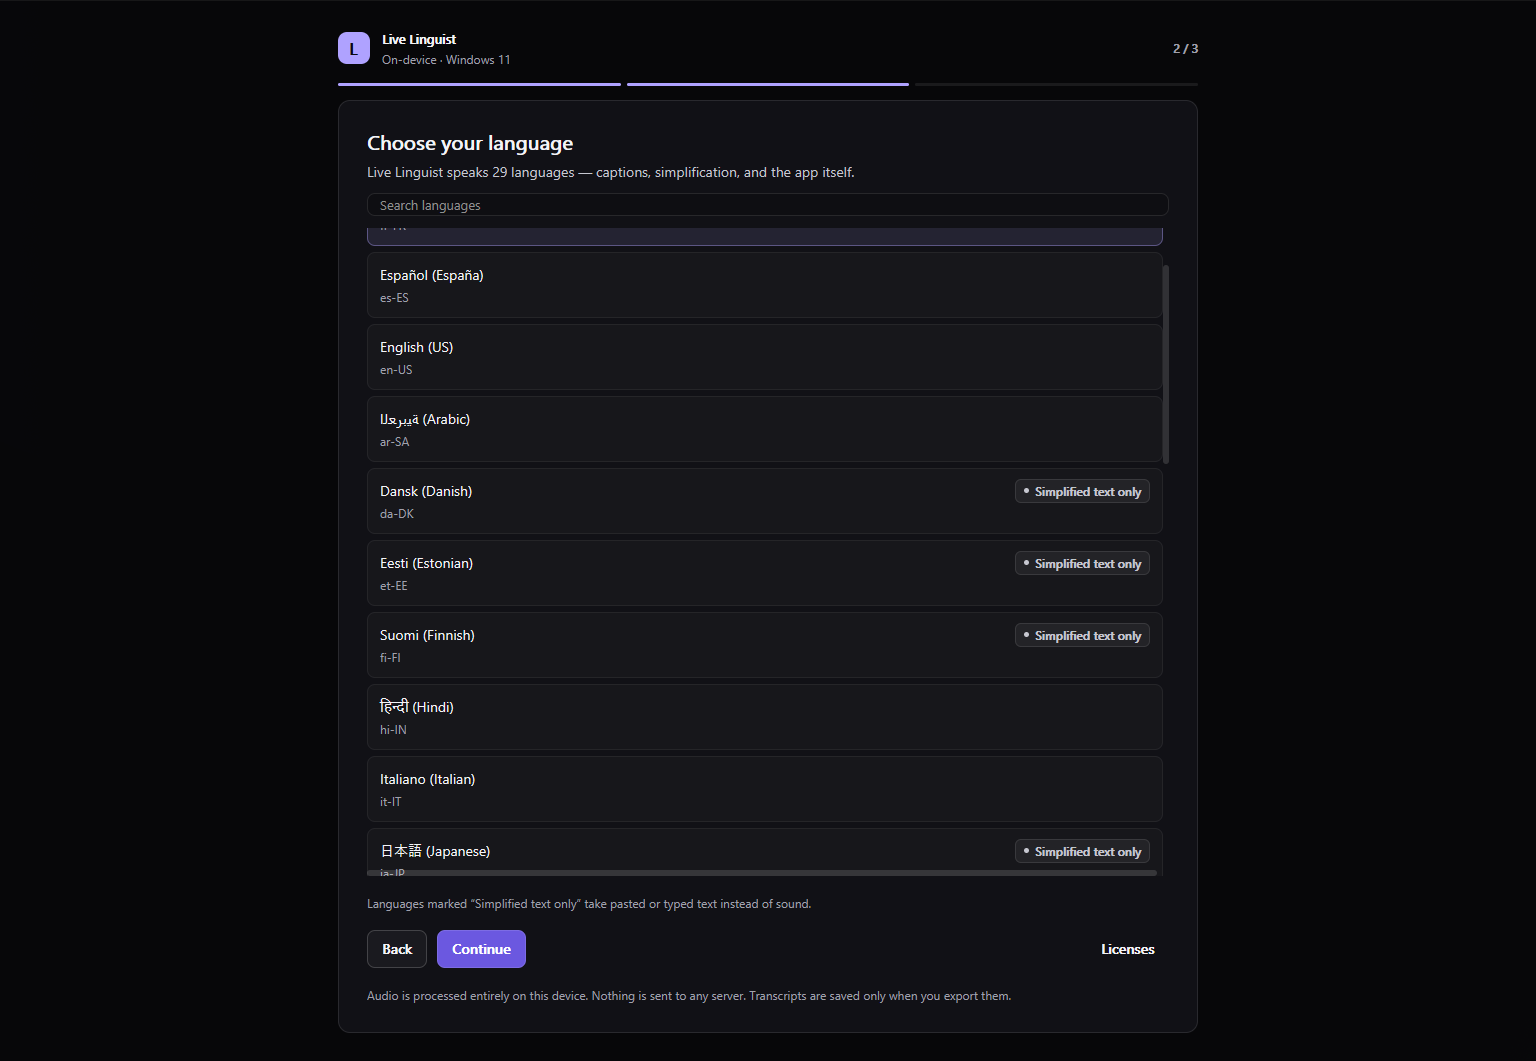 L
Live Linguist
On-device · Windows 11
2 / 3
Choose your language
Live Linguist speaks 29 languages — captions, simplification, and the app itself.
Search languages
Español (España)
es-ES
English (US)
en-US
ةيبرعلا (Arabic)
ar-SA
Dansk (Danish)
• Simplified text only
da-DK
Eesti (Estonian)
• Simplified text only
et-EE
Suomi (Finnish)
• Simplified text only
fi-FI
हिन्दी (Hindi)
hi-IN
Italiano (Italian)
it-IT
日本語 (Japanese)
• Simplified text only
ja-JP
Languages marked “Simplified text only” take pasted or typed text instead of sound.
Back
Continue
Licenses
Audio is processed entirely on this device. Nothing is sent to any server. Transcripts are saved only when you export them.